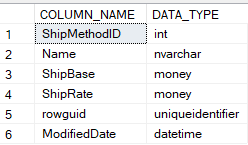 COLUMN_NAME DATA_TYPE
1 ShipMethodID int
2 Name nvarchar
3 ShipBase money
4 ShipRate money
5 rowguid uniqueidentifier
6 ModifiedDate datetime